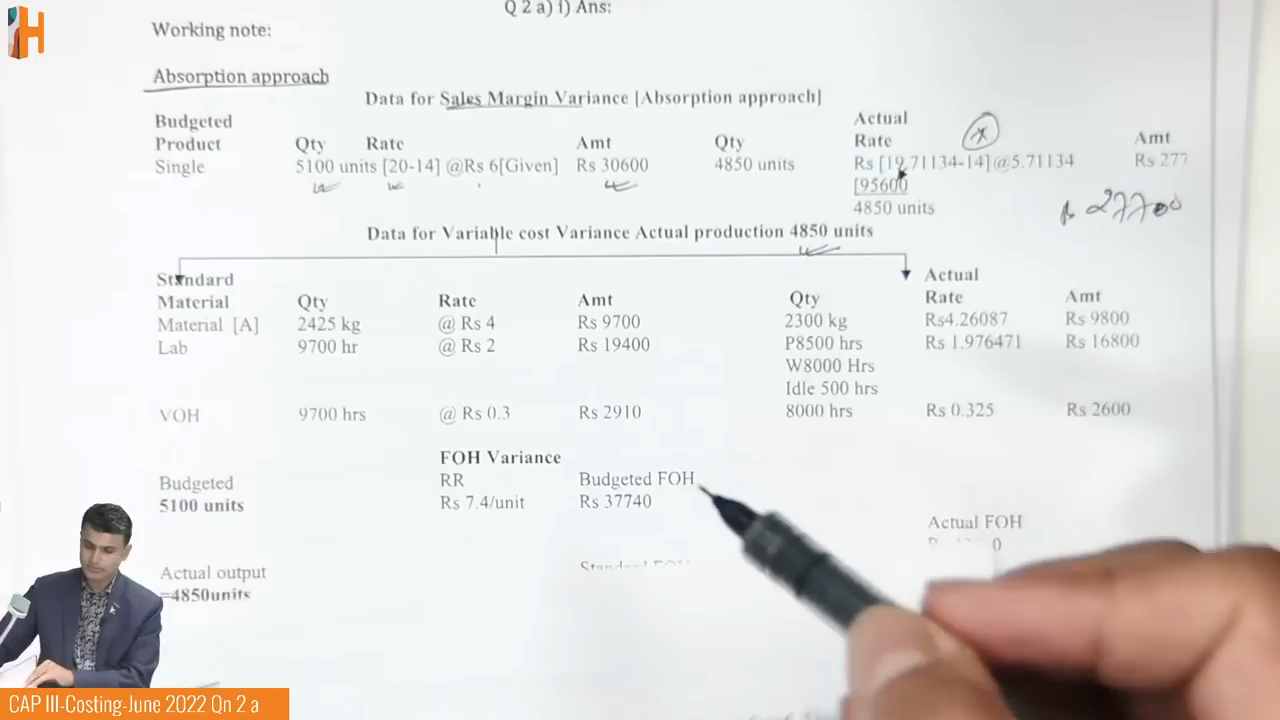 H
Q 2 a) i) Ans:
Working note:
Absorption approach
Data for Sales Margin Variance [Absorption approach]
Budgeted Actual
Product Qty Rate Amt Qty Rate Amt
Single 5100 units [20-14] @Rs 6[Given] Rs 30600 4850 units Rs [19.71134-14]@5.71134 Rs 277
[95600
4850 units
27700
Data for Variable cost Variance Actual production 4850 units
Standard Actual
Material Qty Rate Amt Qty Rate Amt
Material [A] 2425 kg @ Rs 4 Rs 9700 2300 kg Rs4.26087 Rs 9800
Lab 9700 hr @ Rs 2 Rs 19400 P8500 hrs Rs 1.976471 Rs 16800
W8000 Hrs
Idle 500 hrs
VOH 9700 hrs @ Rs 0.3 Rs 2910 8000 hrs Rs 0.325 Rs 2600
FOH Variance
Budgeted RR Budgeted FOH
5100 units Rs 7.4/unit Rs 37740
Actual FOH
Actual output
=4850units
CAP III-Costing-June 2022 Qn 2 a